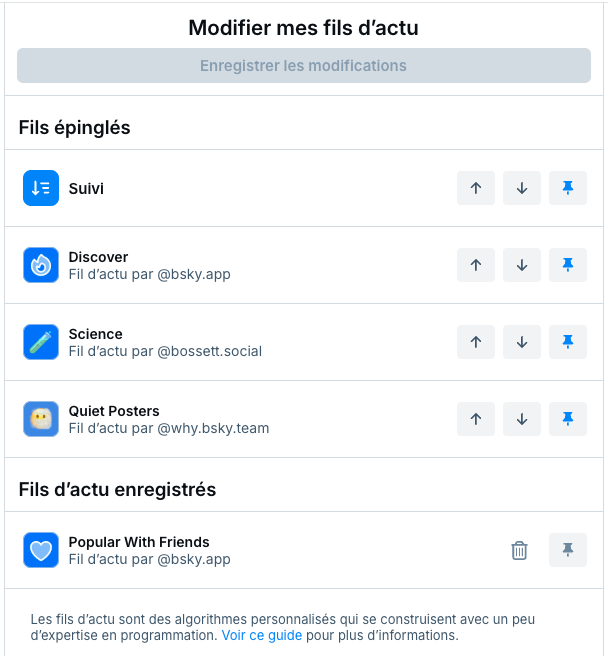 Modifier mes fils d’actu
Enregistrer les modifications
Fils épinglés
Suivi
Discover
Fil d’actu par @bsky.app
Science
Fil d’actu par @bossett.social
Quiet Posters
Fil d’actu par @why.bsky.team
Fils d’actu enregistrés
Popular With Friends
Fil d’actu par @bsky.app
Les fils d’actu sont des algorithmes personnalisés qui se construisent avec un peu
d’expertise en programmation. Voir ce guide pour plus d’informations.